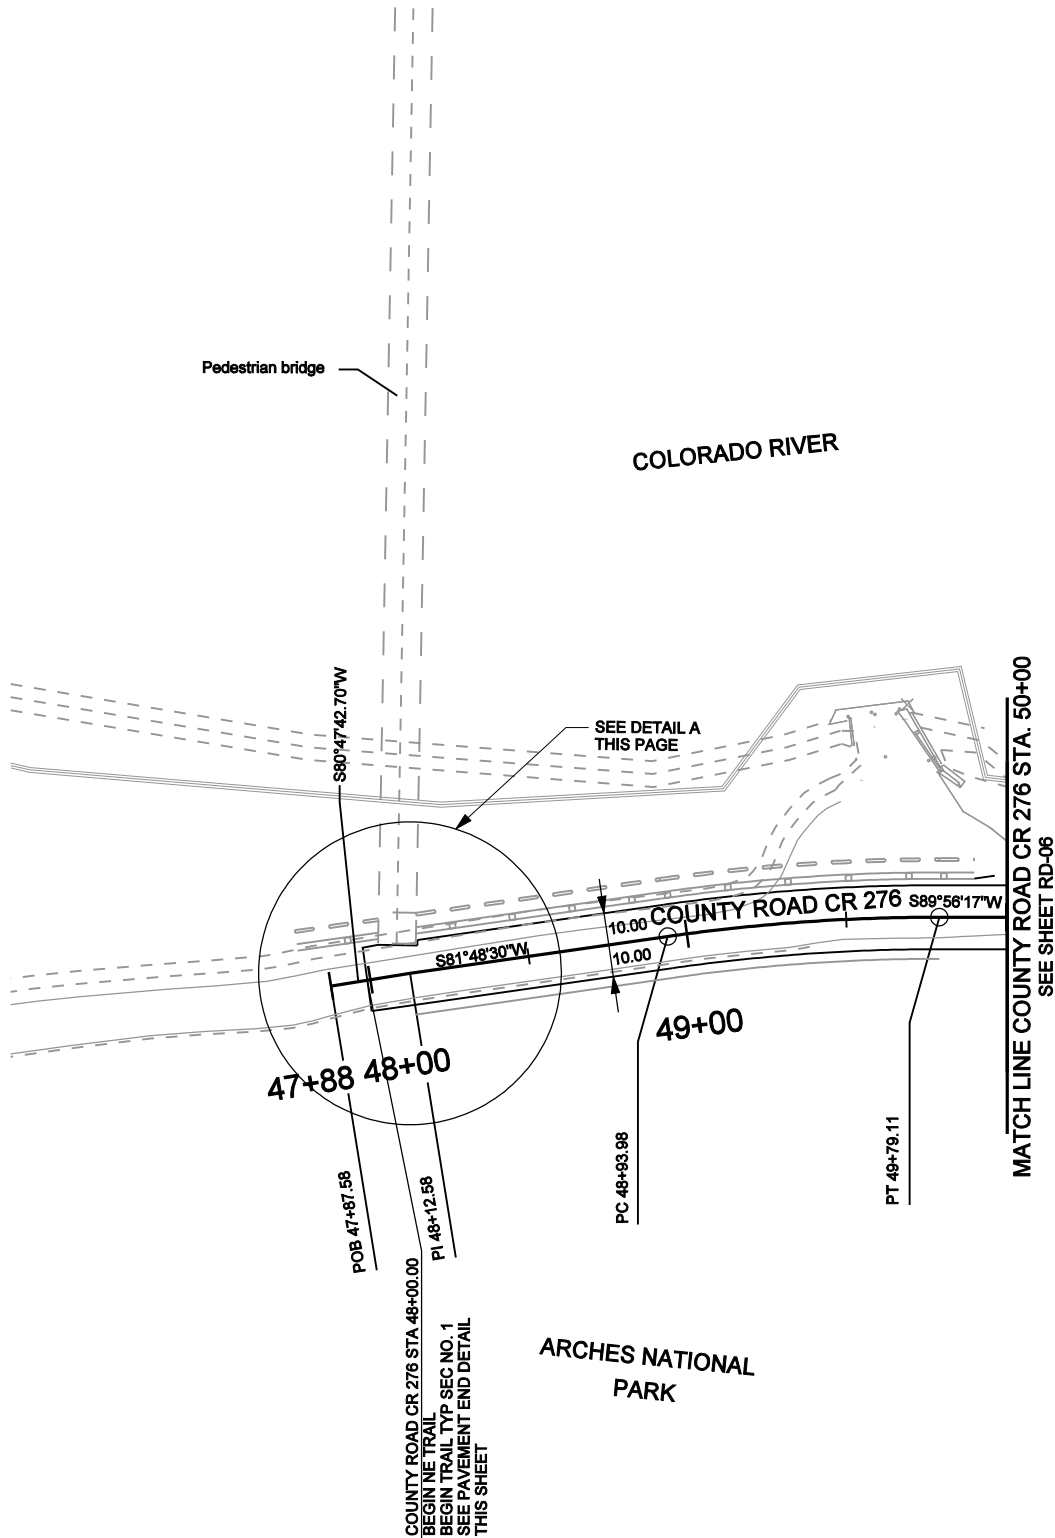 Pedestrian bridge
COLORADO RIVER
S80°47'42.70"W
SEE DETAIL A
THIS PAGE
MATCH LINE COUNTY ROAD CR 276 STA. 50+00
SEE SHEET RD-06
10.00
COUNTY ROAD CR 276
S89°56'17"W
S81°48'30"W
10.00
49+00
47+88
48+00
POB 47+87.58
PI 48+12.58
PC 48+93.98
PT 49+79.11
COUNTY ROAD CR 276 STA 48+00.00
BEGIN NE TRAIL
BEGIN TRAIL TYP SEC NO. 1
SEE PAVEMENT END DETAIL
THIS SHEET
ARCHES NATIONAL
PARK